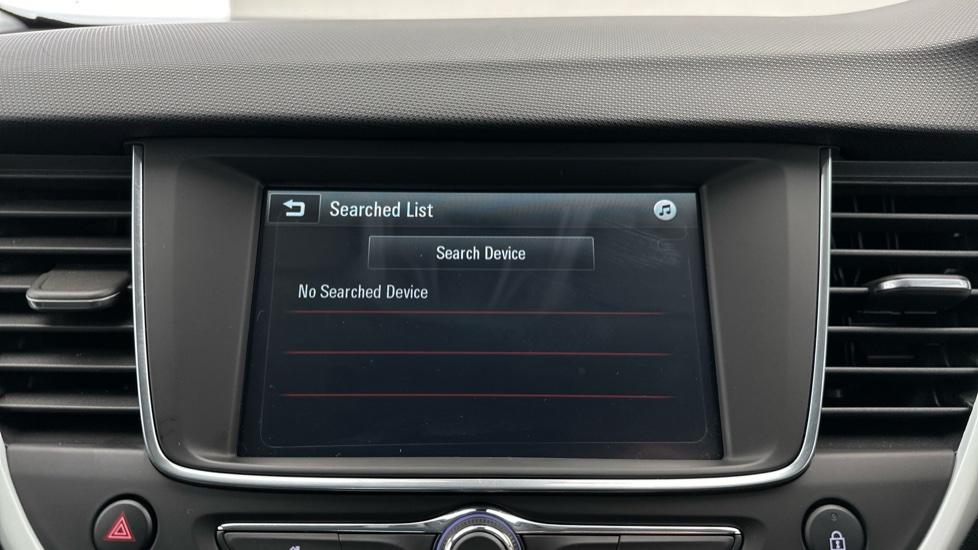 Searched List
Search Device
No Searched Device